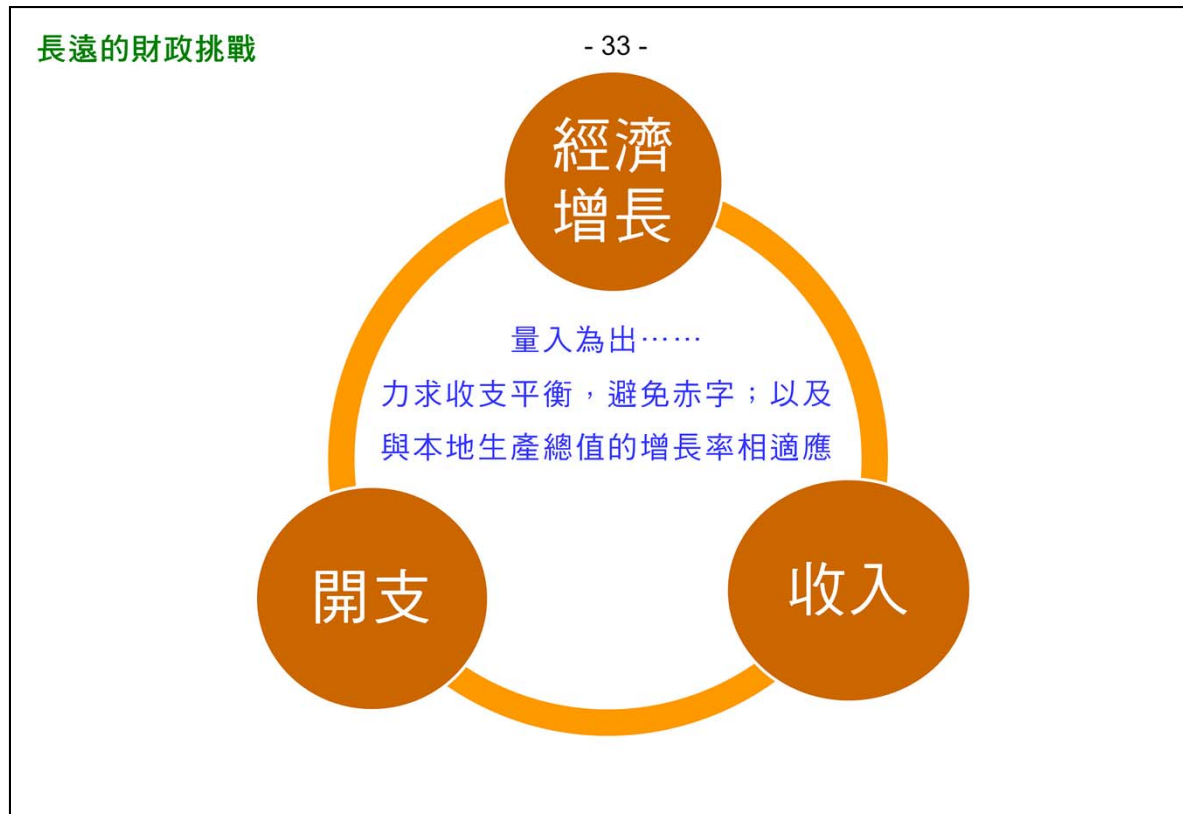 長遠的財政挑戰
- 33 -
經濟
增長
量入為出⋯⋯
力求收支平衡，避免赤字；以及
與本地生產總值的增長率相適應
開支
收入